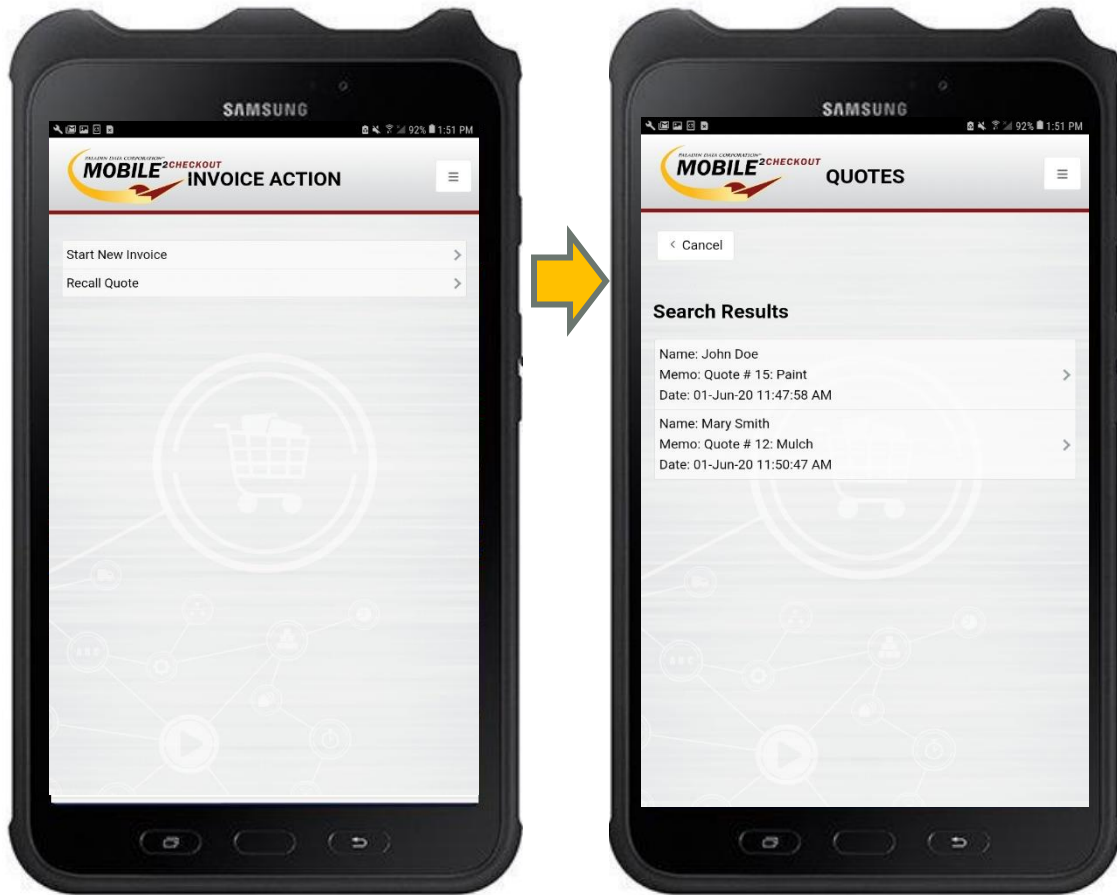 SAMSUNG
92% 1:51 PM
PALADIN DATA CORPORATION
MOBILE2CHECKOUT
INVOICE ACTION
Start New Invoice
Recall Quote
SAMSUNG
92% 1:51 PM
PALADIN DATA CORPORATION
MOBILE2CHECKOUT
QUOTES
Cancel
Search Results
Name: John Doe
Memo: Quote # 15: Paint
Date: 01-Jun-20 11:47:58 AM
Name: Mary Smith
Memo: Quote # 12: Mulch
Date: 01-Jun-20 11:50:47 AM